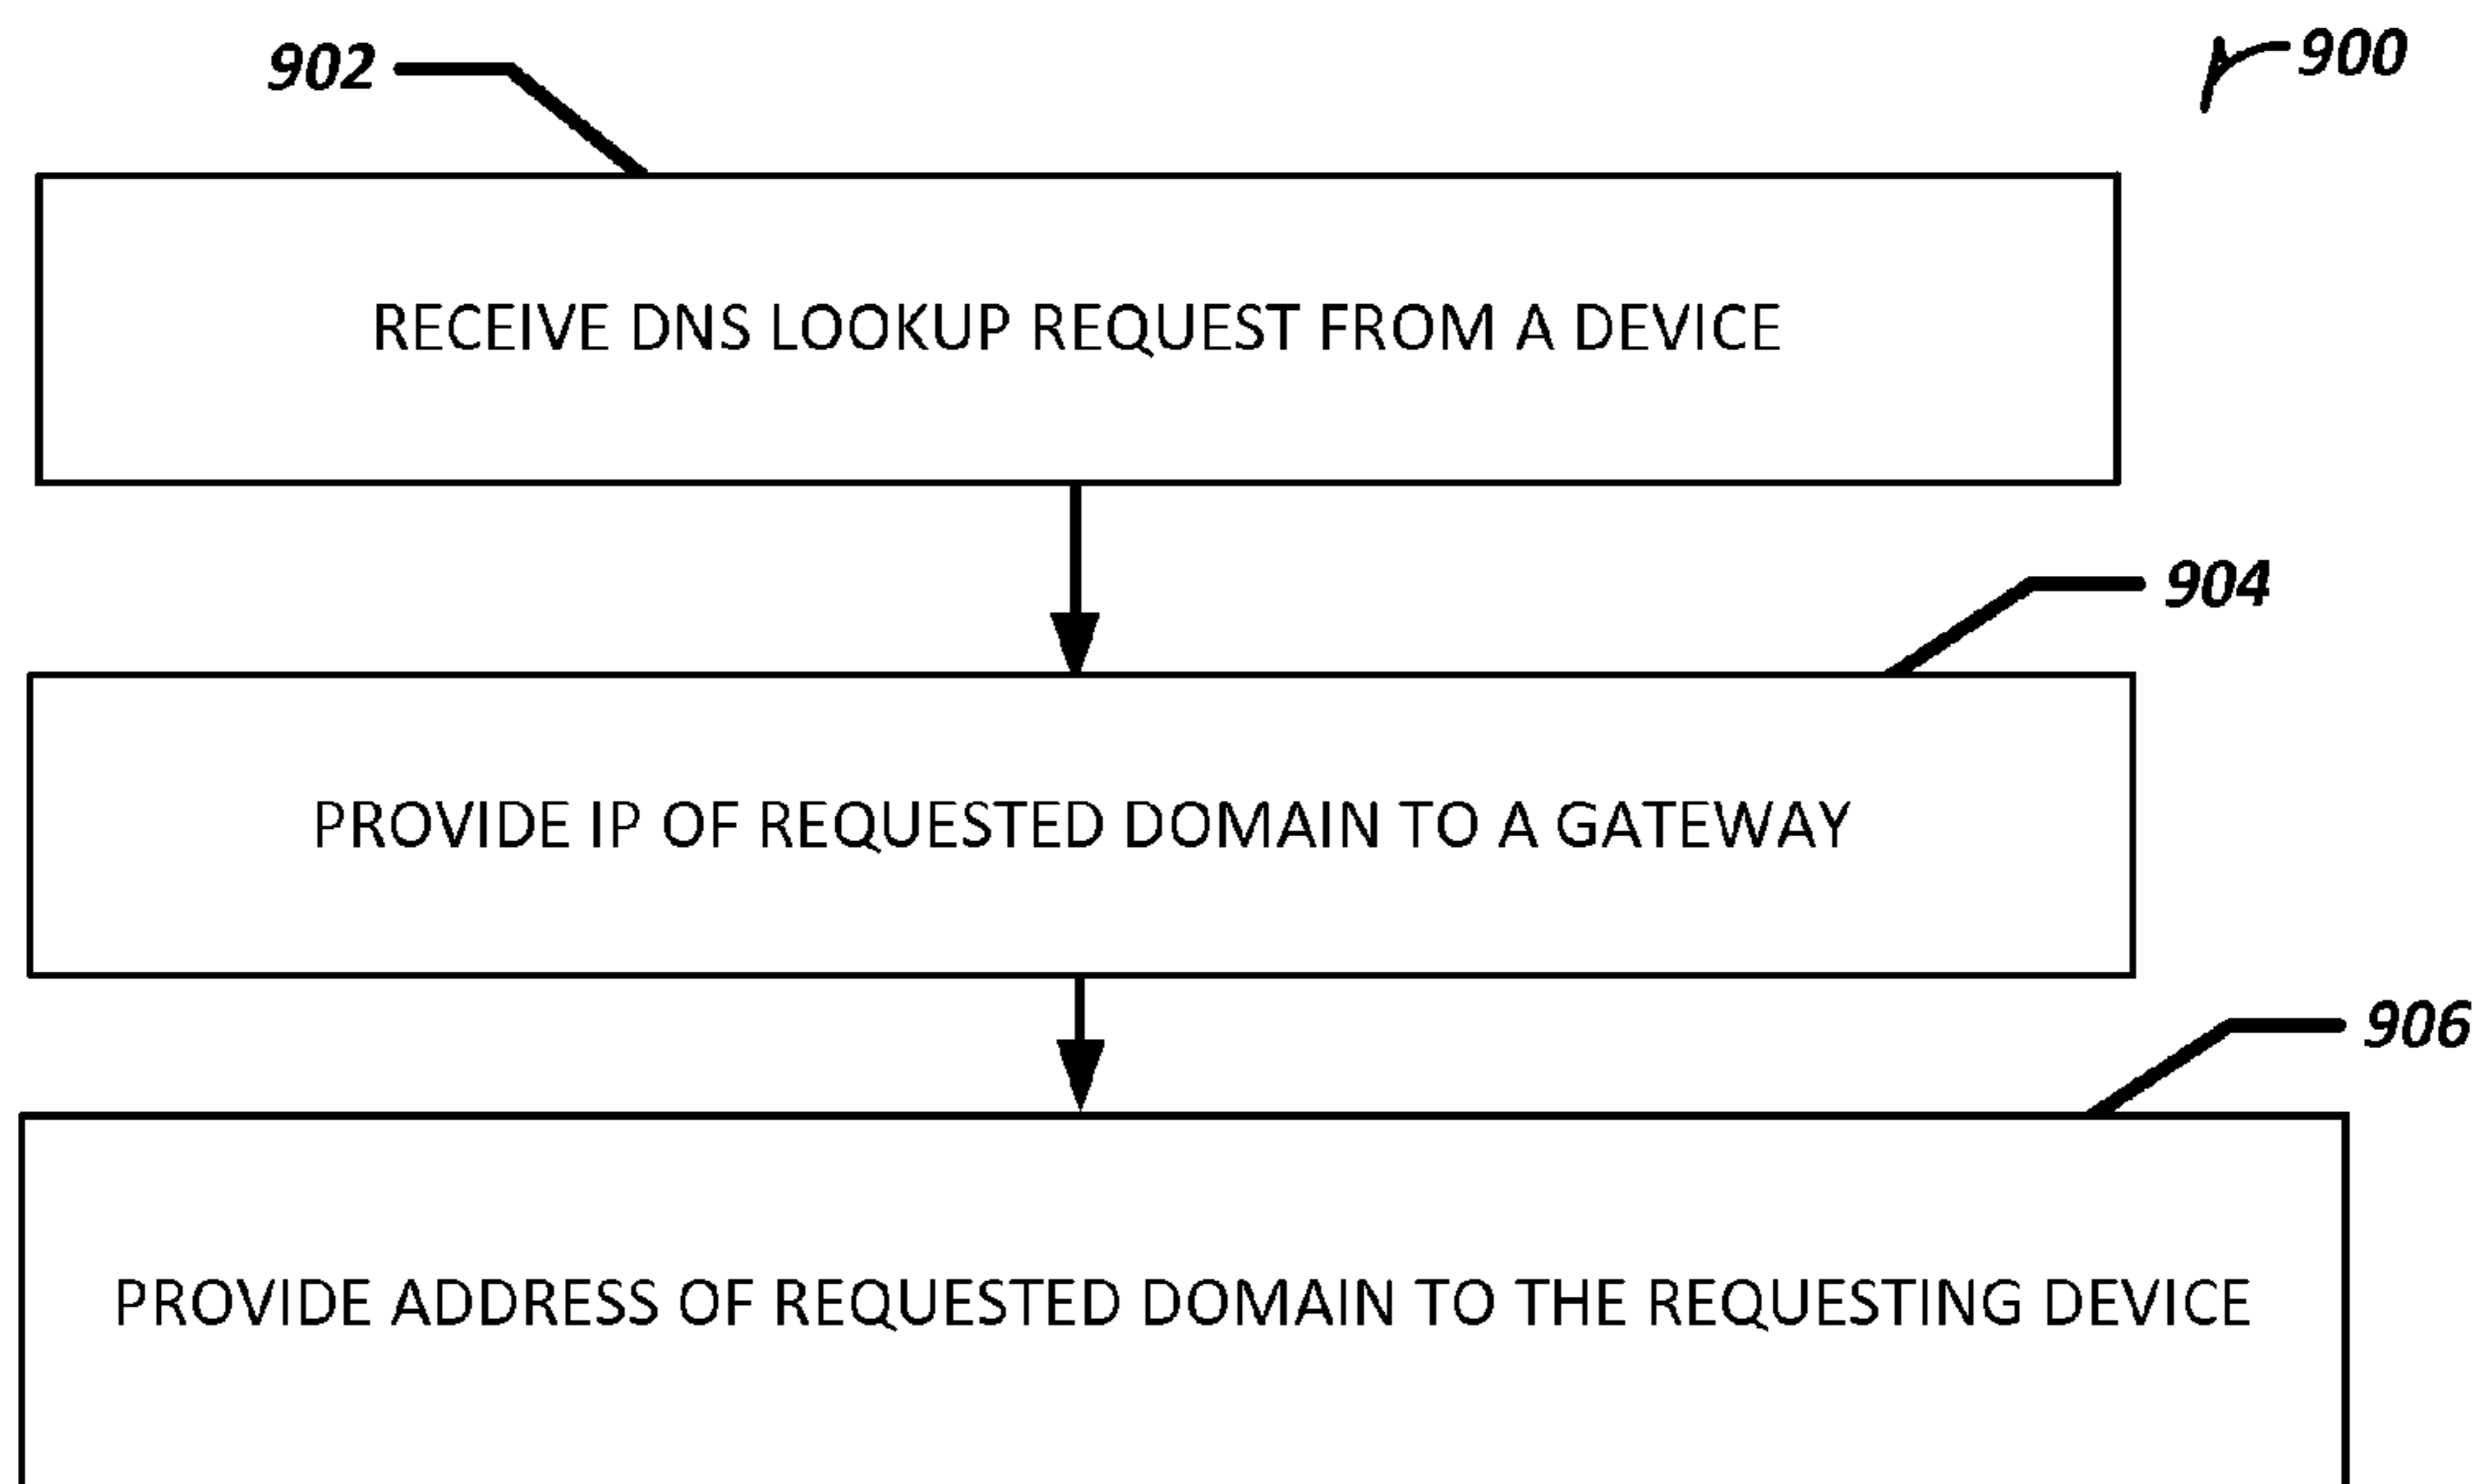 902
900
RECEIVE DNS LOOKUP REQUEST FROM A DEVICE
904
PROVIDE IP OF REQUESTED DOMAIN TO A GATEWAY
906
PROVIDE ADDRESS OF REQUESTED DOMAIN TO THE REQUESTING DEVICE